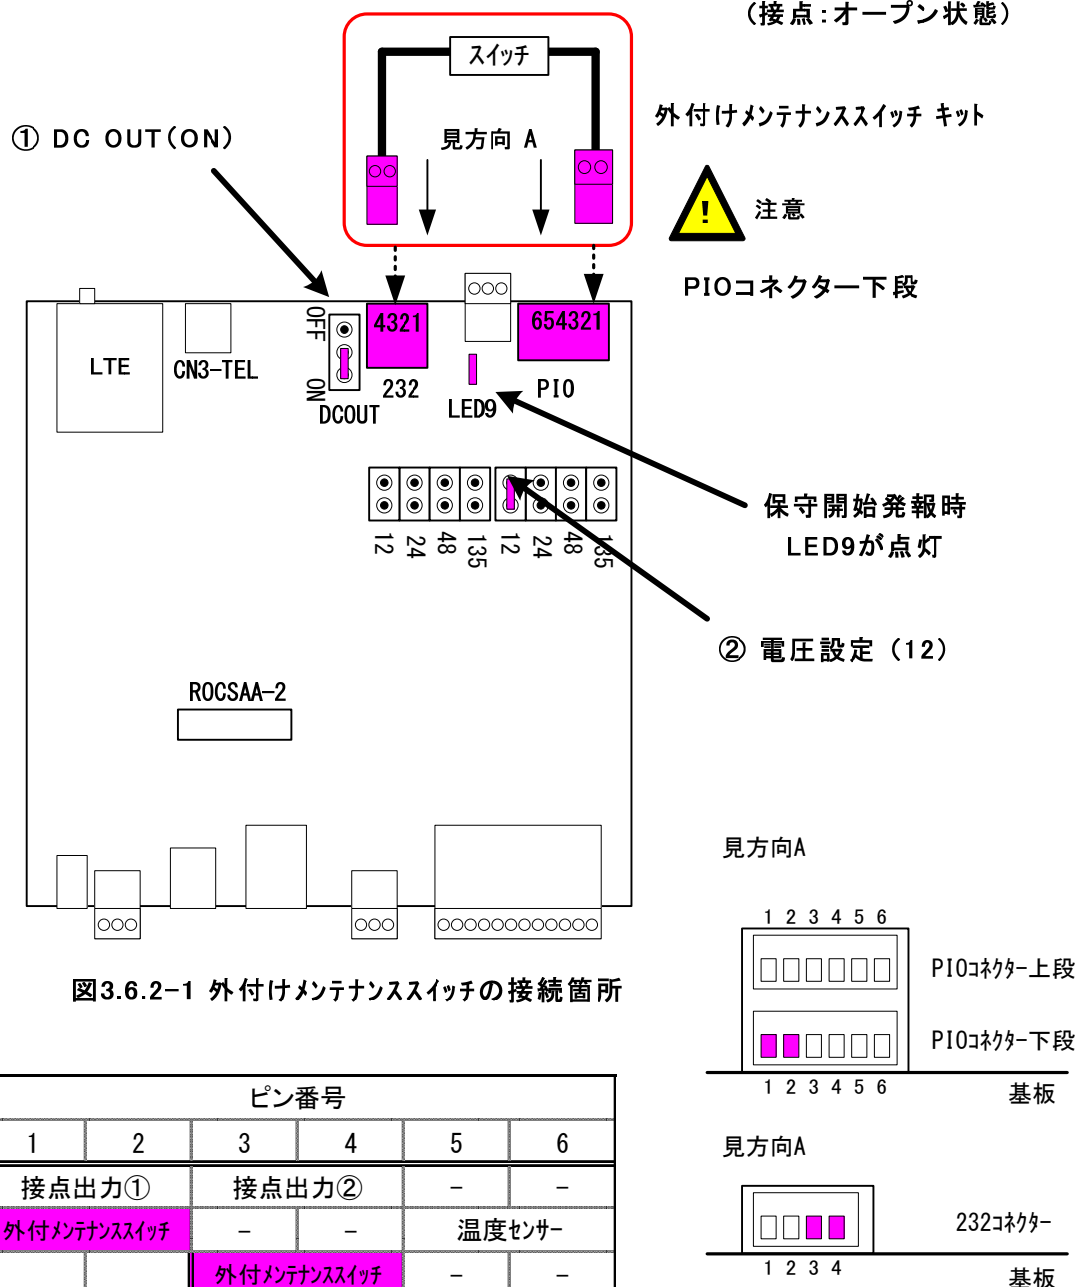 (接点:オープン状態)
スイッチ
外付けメンテナンススイッチ キット
① DC OUT(ON)
見方向 A
!
注意
PIOコネクター下段
OFF
4321
654321
LTE
CN3-TEL
ON
232
PIO
DCOUT
LED9
保守開始発報時
LED9が点灯
12 24 48 135 12 24 48 135
② 電圧設定 (12)
ROCSAA-2
見方向A
1 2 3 4 5 6
PIOコネクター上段
PIOコネクター下段
1 2 3 4 5 6
基板
図3.6.2-1 外付けメンテナンススイッチの接続箇所
ピン番号
1 2 3 4 5 6
接点出力① 接点出力② - -
外付メンテナンススイッチ - - 温度センサー
外付メンテナンススイッチ - -
見方向A
232コネクター
1 2 3 4
基板